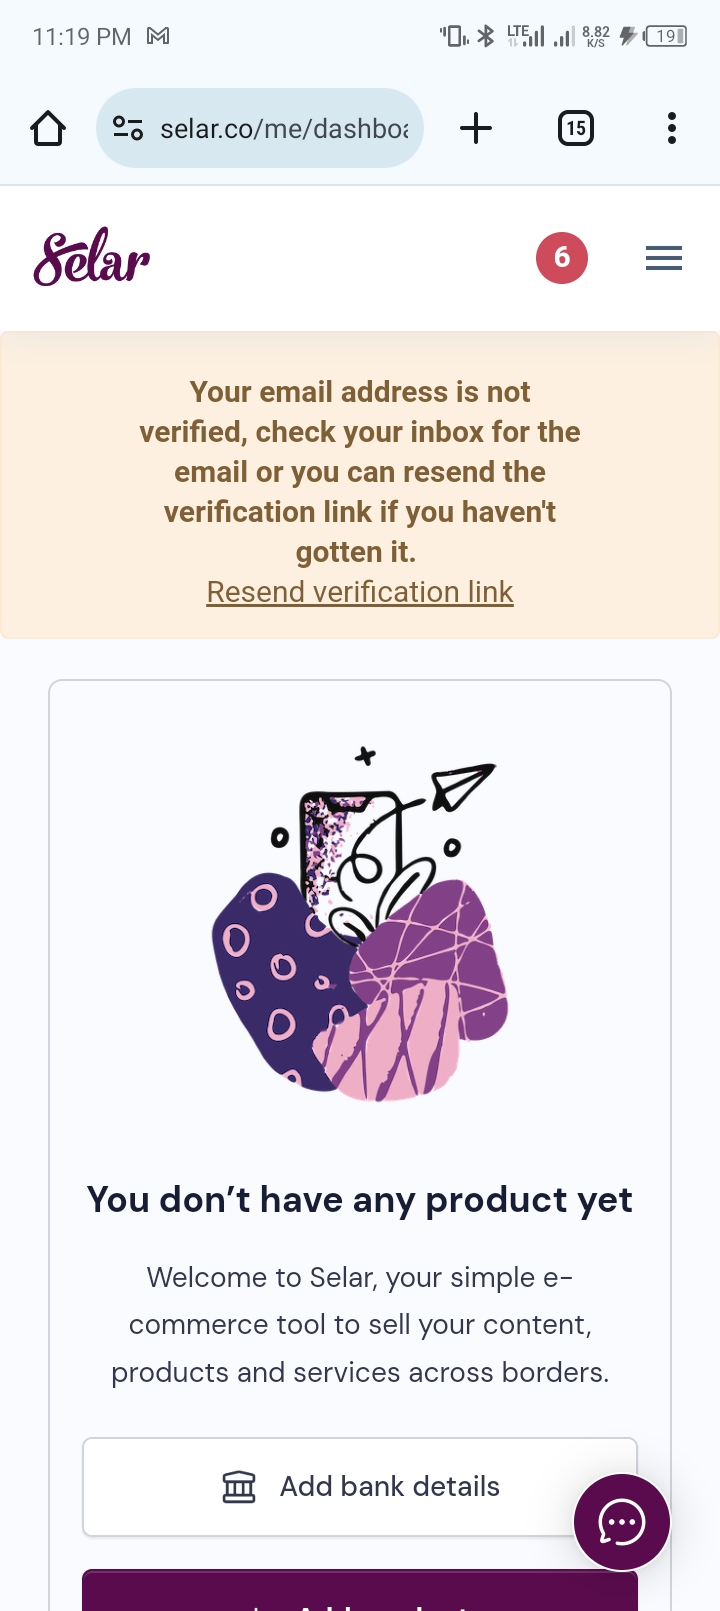 11:19 PM
LTE
8.82
K/S
19
selar.co/me/dashboa
15
Selar
6
Your email address is not
verified, check your inbox for the
email or you can resend the
verification link if you haven't
gotten it.
Resend verification link
You don’t have any product yet
Welcome to Selar, your simple e-
commerce tool to sell your content,
products and services across borders.
Add bank details